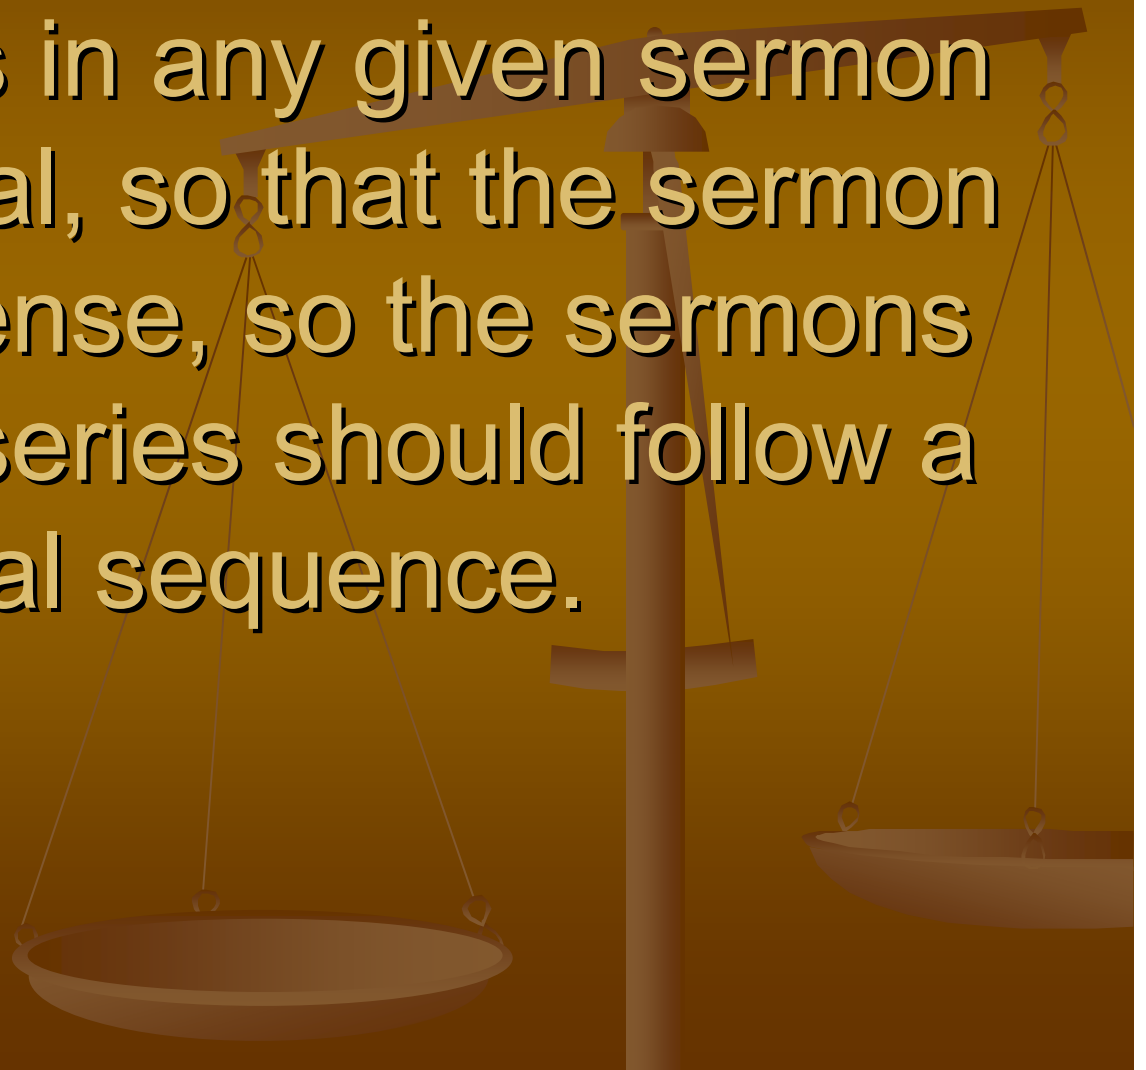 s in any given sermon
al, so that the sermon
ense, so the sermons
series should follow a
al sequence.